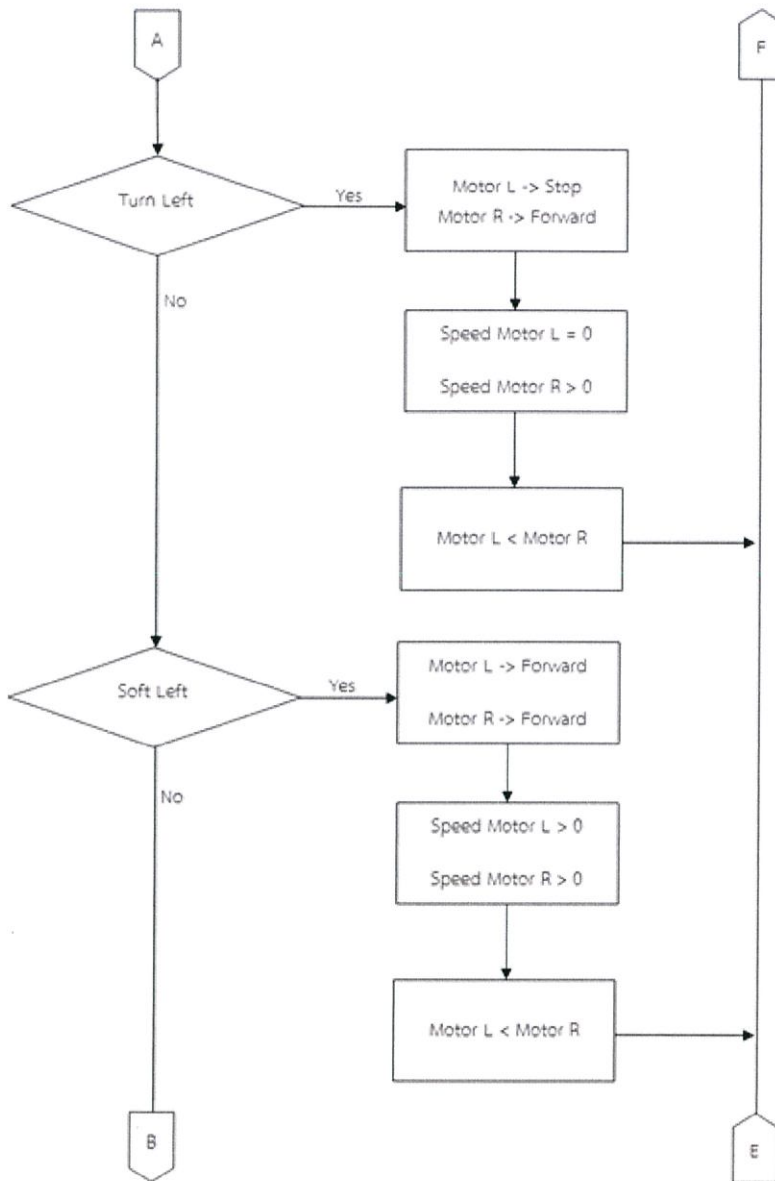 A
F
Turn Left
Yes
Motor L -> Stop
Motor R -> Forward
No
Speed Motor L = 0
Speed Motor R > 0
Motor L < Motor R
Soft Left
Yes
Motor L -> Forward
Motor R -> Forward
No
Speed Motor L > 0
Speed Motor R > 0
Motor L < Motor R
B
E